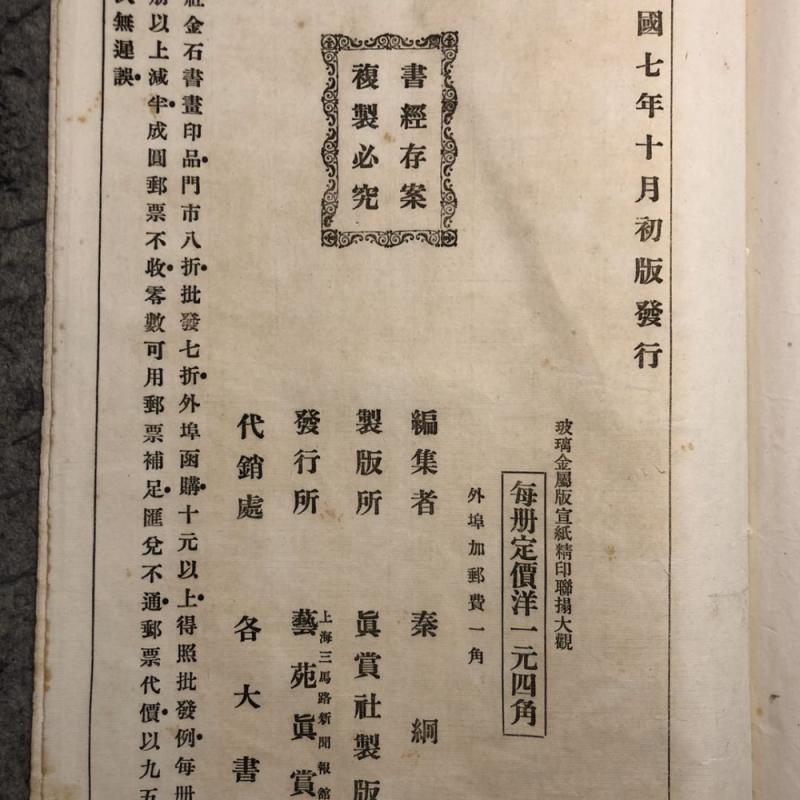 國七年十月初版發行
書經存案
複製必究
玻璃金屬版宣紙精印聯搨大觀
每册定價洋一元四角
外埠加郵費一角
編集者 秦綱
製版所 眞賞社製版
發行所 上海三馬路新聞報館 藝苑眞賞
代銷處 各大書
社金石書畫印品門市八折批發七折外埠函購十元以上得照批發例每册
册以上減半成圓郵票不收零數可用郵票補足匯兌不通郵票代價以九五
無遲誤